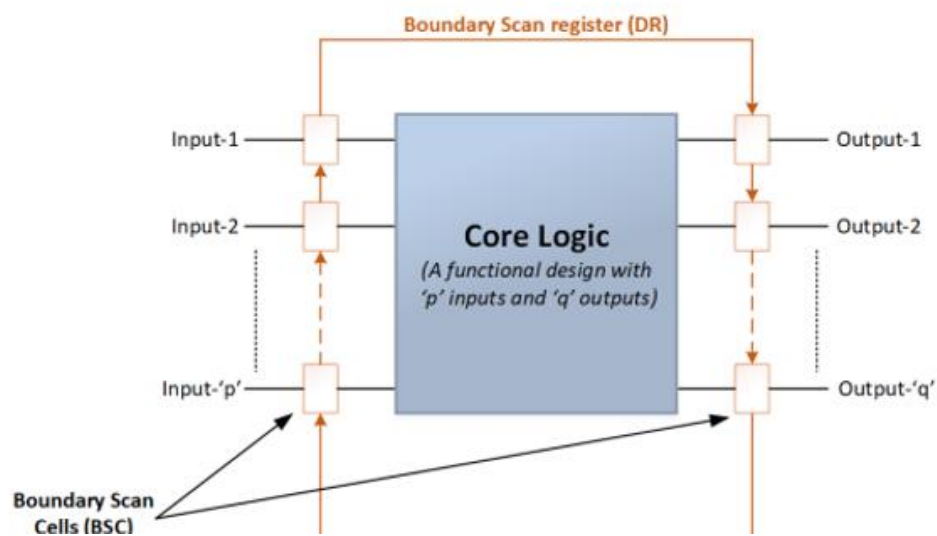 Boundary Scan register (DR)
Input-1
Output-1
Input-2
Output-2
Core Logic
(A functional design with
‘p’ inputs and ‘q’ outputs)
Input-‘p’
Output-‘q’
Boundary Scan
Cells (BSC)